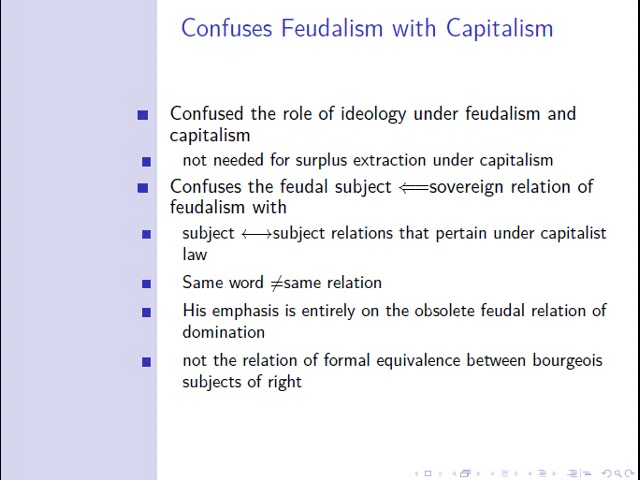 Confuses Feudalism with Capitalism
Confused the role of ideology under feudalism and
capitalism
not needed for surplus extraction under capitalism
Confuses the feudal subject ⟸sovereign relation of
feudalism with
subject ⟷subject relations that pertain under capitalist
law
Same word ≠same relation
His emphasis is entirely on the obsolete feudal relation of
domination
not the relation of formal equivalence between bourgeois
subjects of right